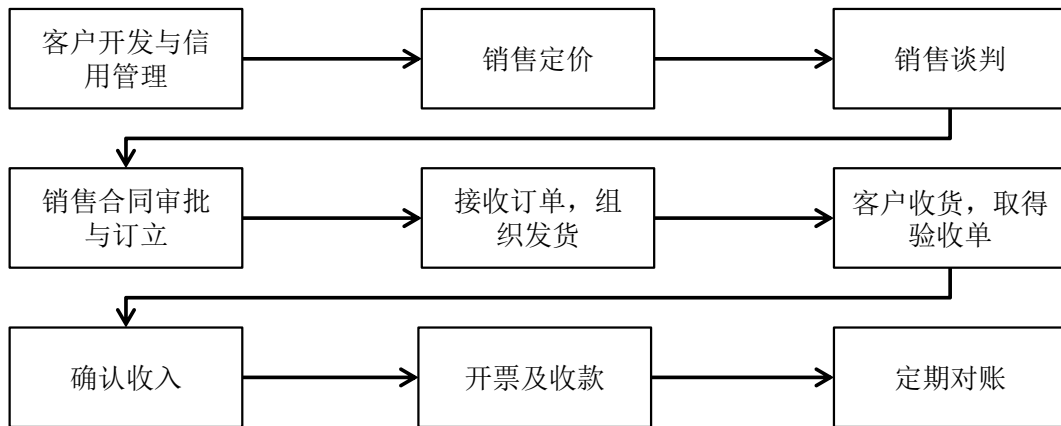 客户开发与信
用管理
销售定价
销售谈判
销售合同审批
与订立
接收订单，组
织发货
客户收货，取得
验收单
确认收入
开票及收款
定期对账